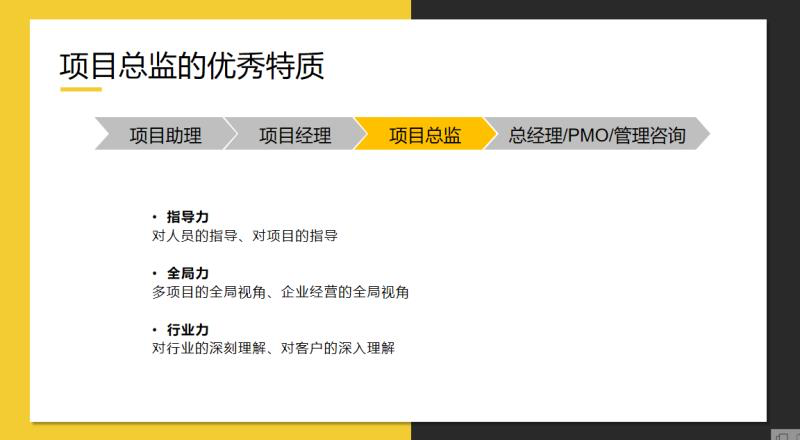 项目总监的优秀特质
项目助理 项目经理 项目总监 总经理/PMO/管理咨询
• 指导力
对人员的指导、对项目的指导
• 全局力
多项目的全局视角、企业经营的全局视角
• 行业力
对行业的深刻理解、对客户的深入理解